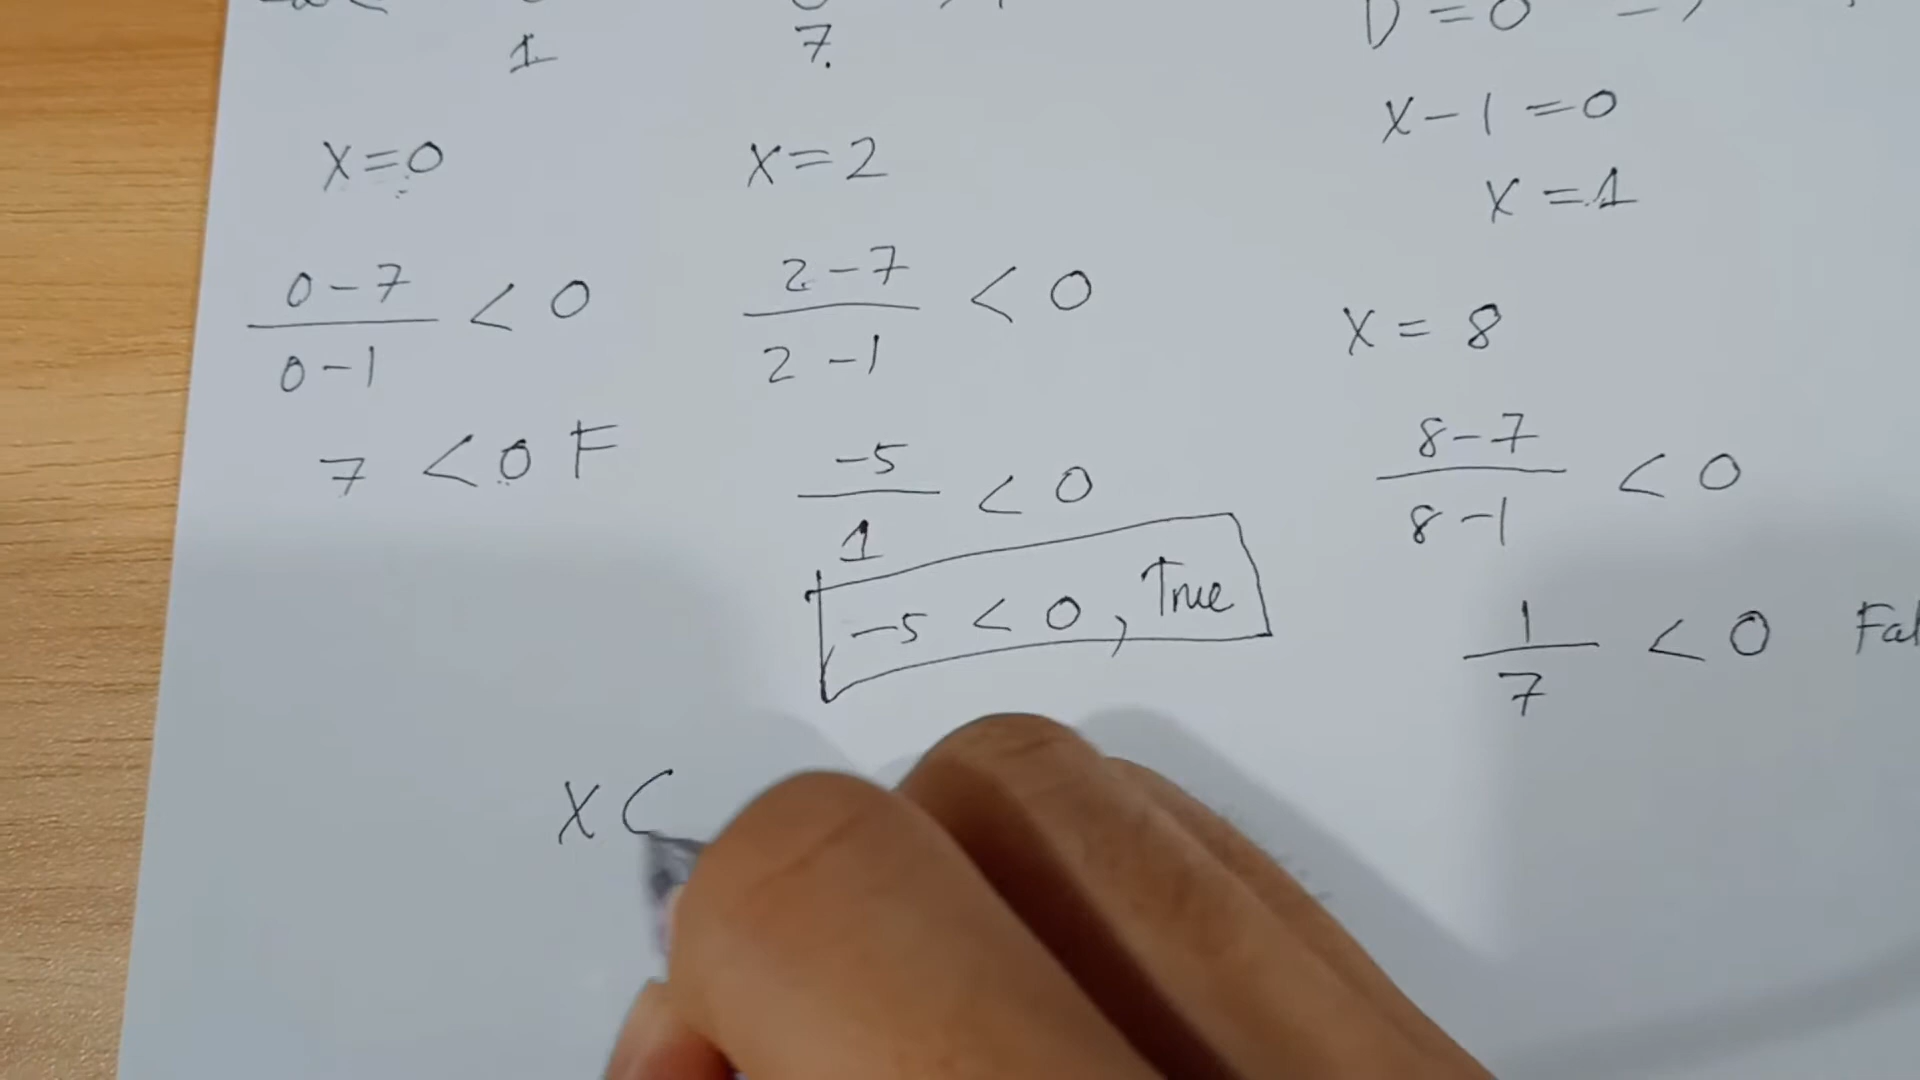 1 7.
D = 0
x - 1 = 0
x = 1
x = 0
0 - 7 / 0 - 1 < 0
7 < 0 F
x = 2
2 - 7 / 2 - 1 < 0
-5 / 1 < 0
-5 < 0 , True
x = 8
8 - 7 / 8 - 1 < 0
1 / 7 < 0 Fal
x (